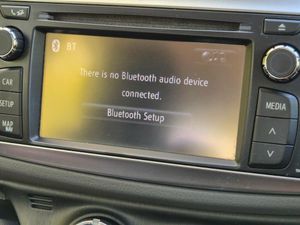 BT
There is no Bluetooth audio device
connected.
Bluetooth Setup
CAR
SETUP
MAP
MEDIA